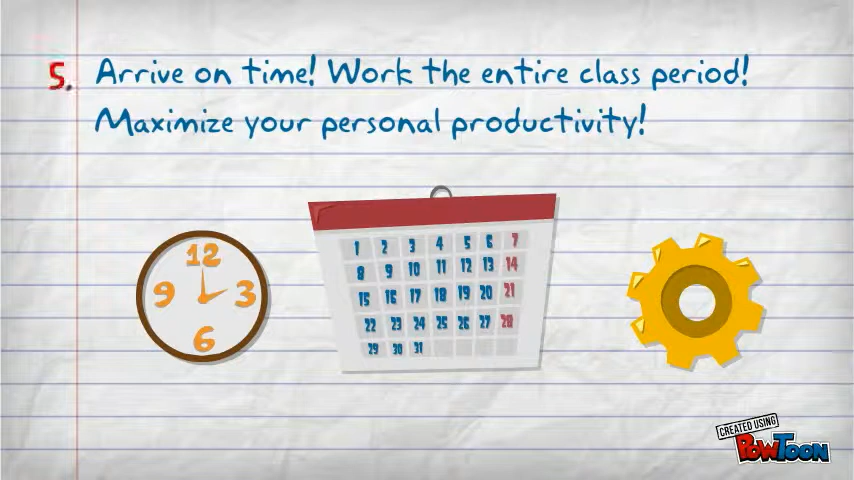 5. Arrive on time! Work the entire class period!
Maximize your personal productivity!
12
9 3
6
1 2 3 4 5 6 7
8 9 10 11 12 13 14
15 16 17 18 19 20 21
22 23 24 25 26 27 28
29 30 31
CREATED USING
POWTOON